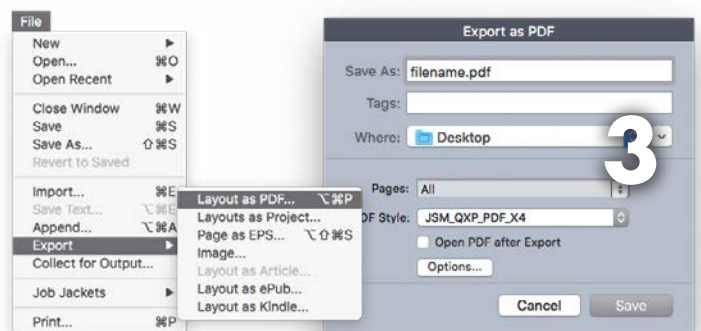 File
New
Open... ⌘O
Open Recent
Close Window ⌘W
Save ⌘S
Save As... ⇧⌘S
Revert to Saved
Import... ⌘E
Save Text... ⌥⌘E
Append... ⌥⌘A
Export
Collect for Output...
Job Jackets
Print... ⌘P
Layout as PDF... ⌥⌘P
Layouts as Project...
Page as EPS... ⌥⇧⌘S
Image...
Layout as Article...
Layout as ePub...
Layout as Kindle...
Export as PDF
Save As: filename.pdf
Tags:
Where: Desktop
3
Pages: All
DF Style: JSM_QXP_PDF_X4
Open PDF after Export
Options...
Cancel Save